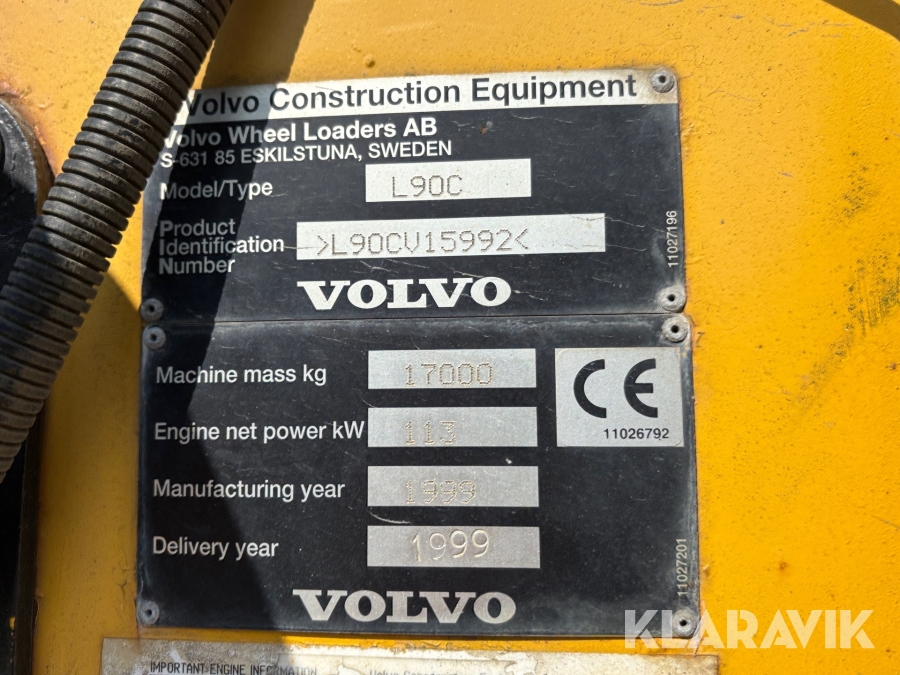 Volvo Construction Equipment
Volvo Wheel Loaders AB
S-631 85 ESKILSTUNA, SWEDEN
Model/Type L90C
Product Identification Number >L90CV15992<
11027196
VOLVO
Machine mass kg 17000
CE
11026792
Engine net power kW 113
Manufacturing year 1999
Delivery year 1999
11027201
VOLVO
KLARAVIK
IMPORTANT ENGINE INFORMATION